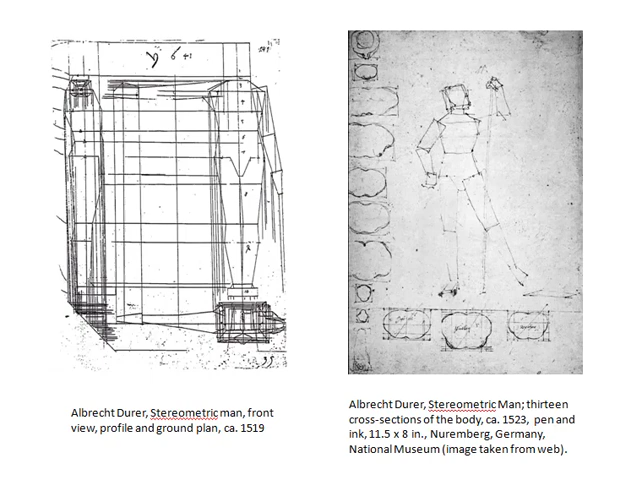 Albrecht Durer, Stereometric man, front
view, profile and ground plan, ca. 1519
Albrecht Durer, Stereometric Man; thirteen
cross-sections of the body, ca. 1523, pen and
ink, 11.5 x 8 in., Nuremberg, Germany,
National Museum (image taken from web).